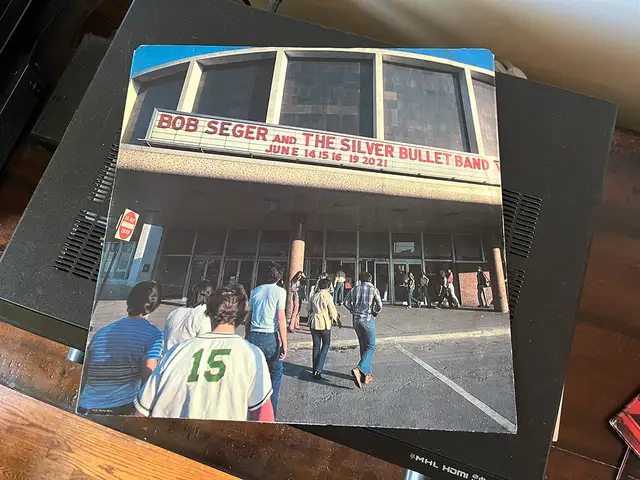 BOB SEGER AND THE SILVER BULLET BAND
JUNE 14 15 16 19 20 21
15
MHL HDMI